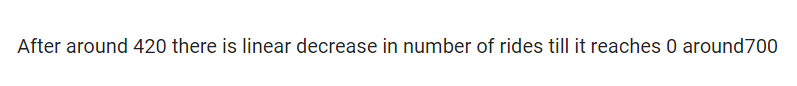 After around 420 there is linear decrease in number of rides till it reaches 0 around700